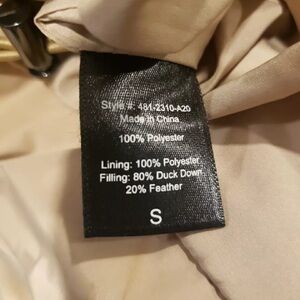 Style #: 481-2310-A20
Made in China
100% Polyester
Lining: 100% Polyester
Filling: 80% Duck Down
20% Feather
S